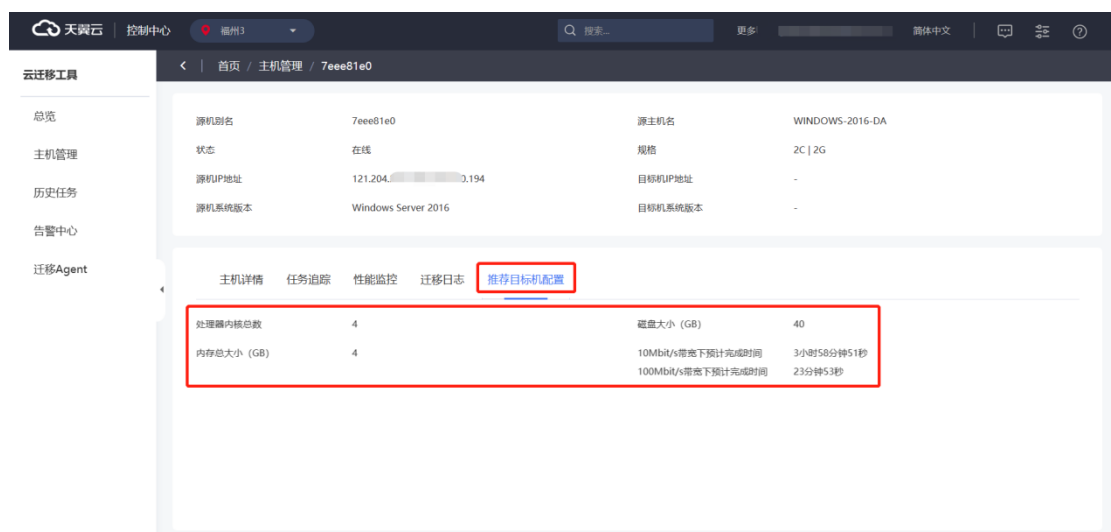 天翼云 | 控制中心 福州3 搜索... 更多 简体中文
云迁移工具
首页 / 主机管理 / 7eee81e0
总览
主机管理
历史任务
告警中心
迁移Agent
源机别名 7eee81e0 源主机名 WINDOWS-2016-DA
状态 在线 规格 2C | 2G
源机IP地址 121.204. 0.194 目标机IP地址 -
源机系统版本 Windows Server 2016 目标机系统版本 -
主机详情 任务追踪 性能监控 迁移日志 推荐目标机配置
处理器内核总数 4 磁盘大小（GB） 40
内存总大小（GB） 4 10Mbit/s带宽下预计完成时间 3小时58分钟51秒
100Mbit/s带宽下预计完成时间 23分钟53秒